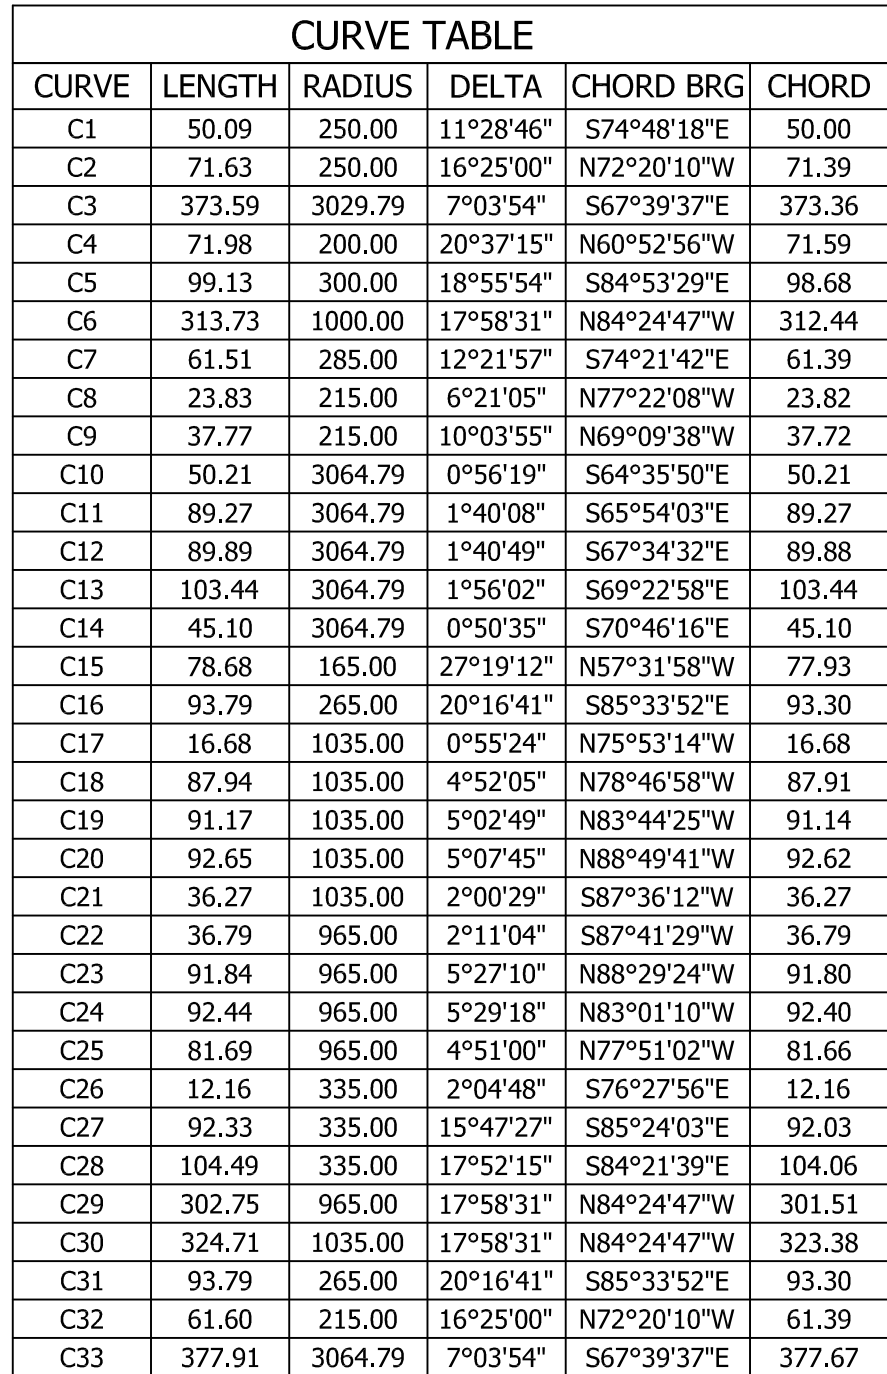 CURVE TABLE
CURVE LENGTH RADIUS DELTA CHORD BRG CHORD
C1 50.09 250.00 11°28'46" S74°48'18"E 50.00
C2 71.63 250.00 16°25'00" N72°20'10"W 71.39
C3 373.59 3029.79 7°03'54" S67°39'37"E 373.36
C4 71.98 200.00 20°37'15" N60°52'56"W 71.59
C5 99.13 300.00 18°55'54" S84°53'29"E 98.68
C6 313.73 1000.00 17°58'31" N84°24'47"W 312.44
C7 61.51 285.00 12°21'57" S74°21'42"E 61.39
C8 23.83 215.00 6°21'05" N77°22'08"W 23.82
C9 37.77 215.00 10°03'55" N69°09'38"W 37.72
C10 50.21 3064.79 0°56'19" S64°35'50"E 50.21
C11 89.27 3064.79 1°40'08" S65°54'03"E 89.27
C12 89.89 3064.79 1°40'49" S67°34'32"E 89.88
C13 103.44 3064.79 1°56'02" S69°22'58"E 103.44
C14 45.10 3064.79 0°50'35" S70°46'16"E 45.10
C15 78.68 165.00 27°19'12" N57°31'58"W 77.93
C16 93.79 265.00 20°16'41" S85°33'52"E 93.30
C17 16.68 1035.00 0°55'24" N75°53'14"W 16.68
C18 87.94 1035.00 4°52'05" N78°46'58"W 87.91
C19 91.17 1035.00 5°02'49" N83°44'25"W 91.14
C20 92.65 1035.00 5°07'45" N88°49'41"W 92.62
C21 36.27 1035.00 2°00'29" S87°36'12"W 36.27
C22 36.79 965.00 2°11'04" S87°41'29"W 36.79
C23 91.84 965.00 5°27'10" N88°29'24"W 91.80
C24 92.44 965.00 5°29'18" N83°01'10"W 92.40
C25 81.69 965.00 4°51'00" N77°51'02"W 81.66
C26 12.16 335.00 2°04'48" S76°27'56"E 12.16
C27 92.33 335.00 15°47'27" S85°24'03"E 92.03
C28 104.49 335.00 17°52'15" S84°21'39"E 104.06
C29 302.75 965.00 17°58'31" N84°24'47"W 301.51
C30 324.71 1035.00 17°58'31" N84°24'47"W 323.38
C31 93.79 265.00 20°16'41" S85°33'52"E 93.30
C32 61.60 215.00 16°25'00" N72°20'10"W 61.39
C33 377.91 3064.79 7°03'54" S67°39'37"E 377.67